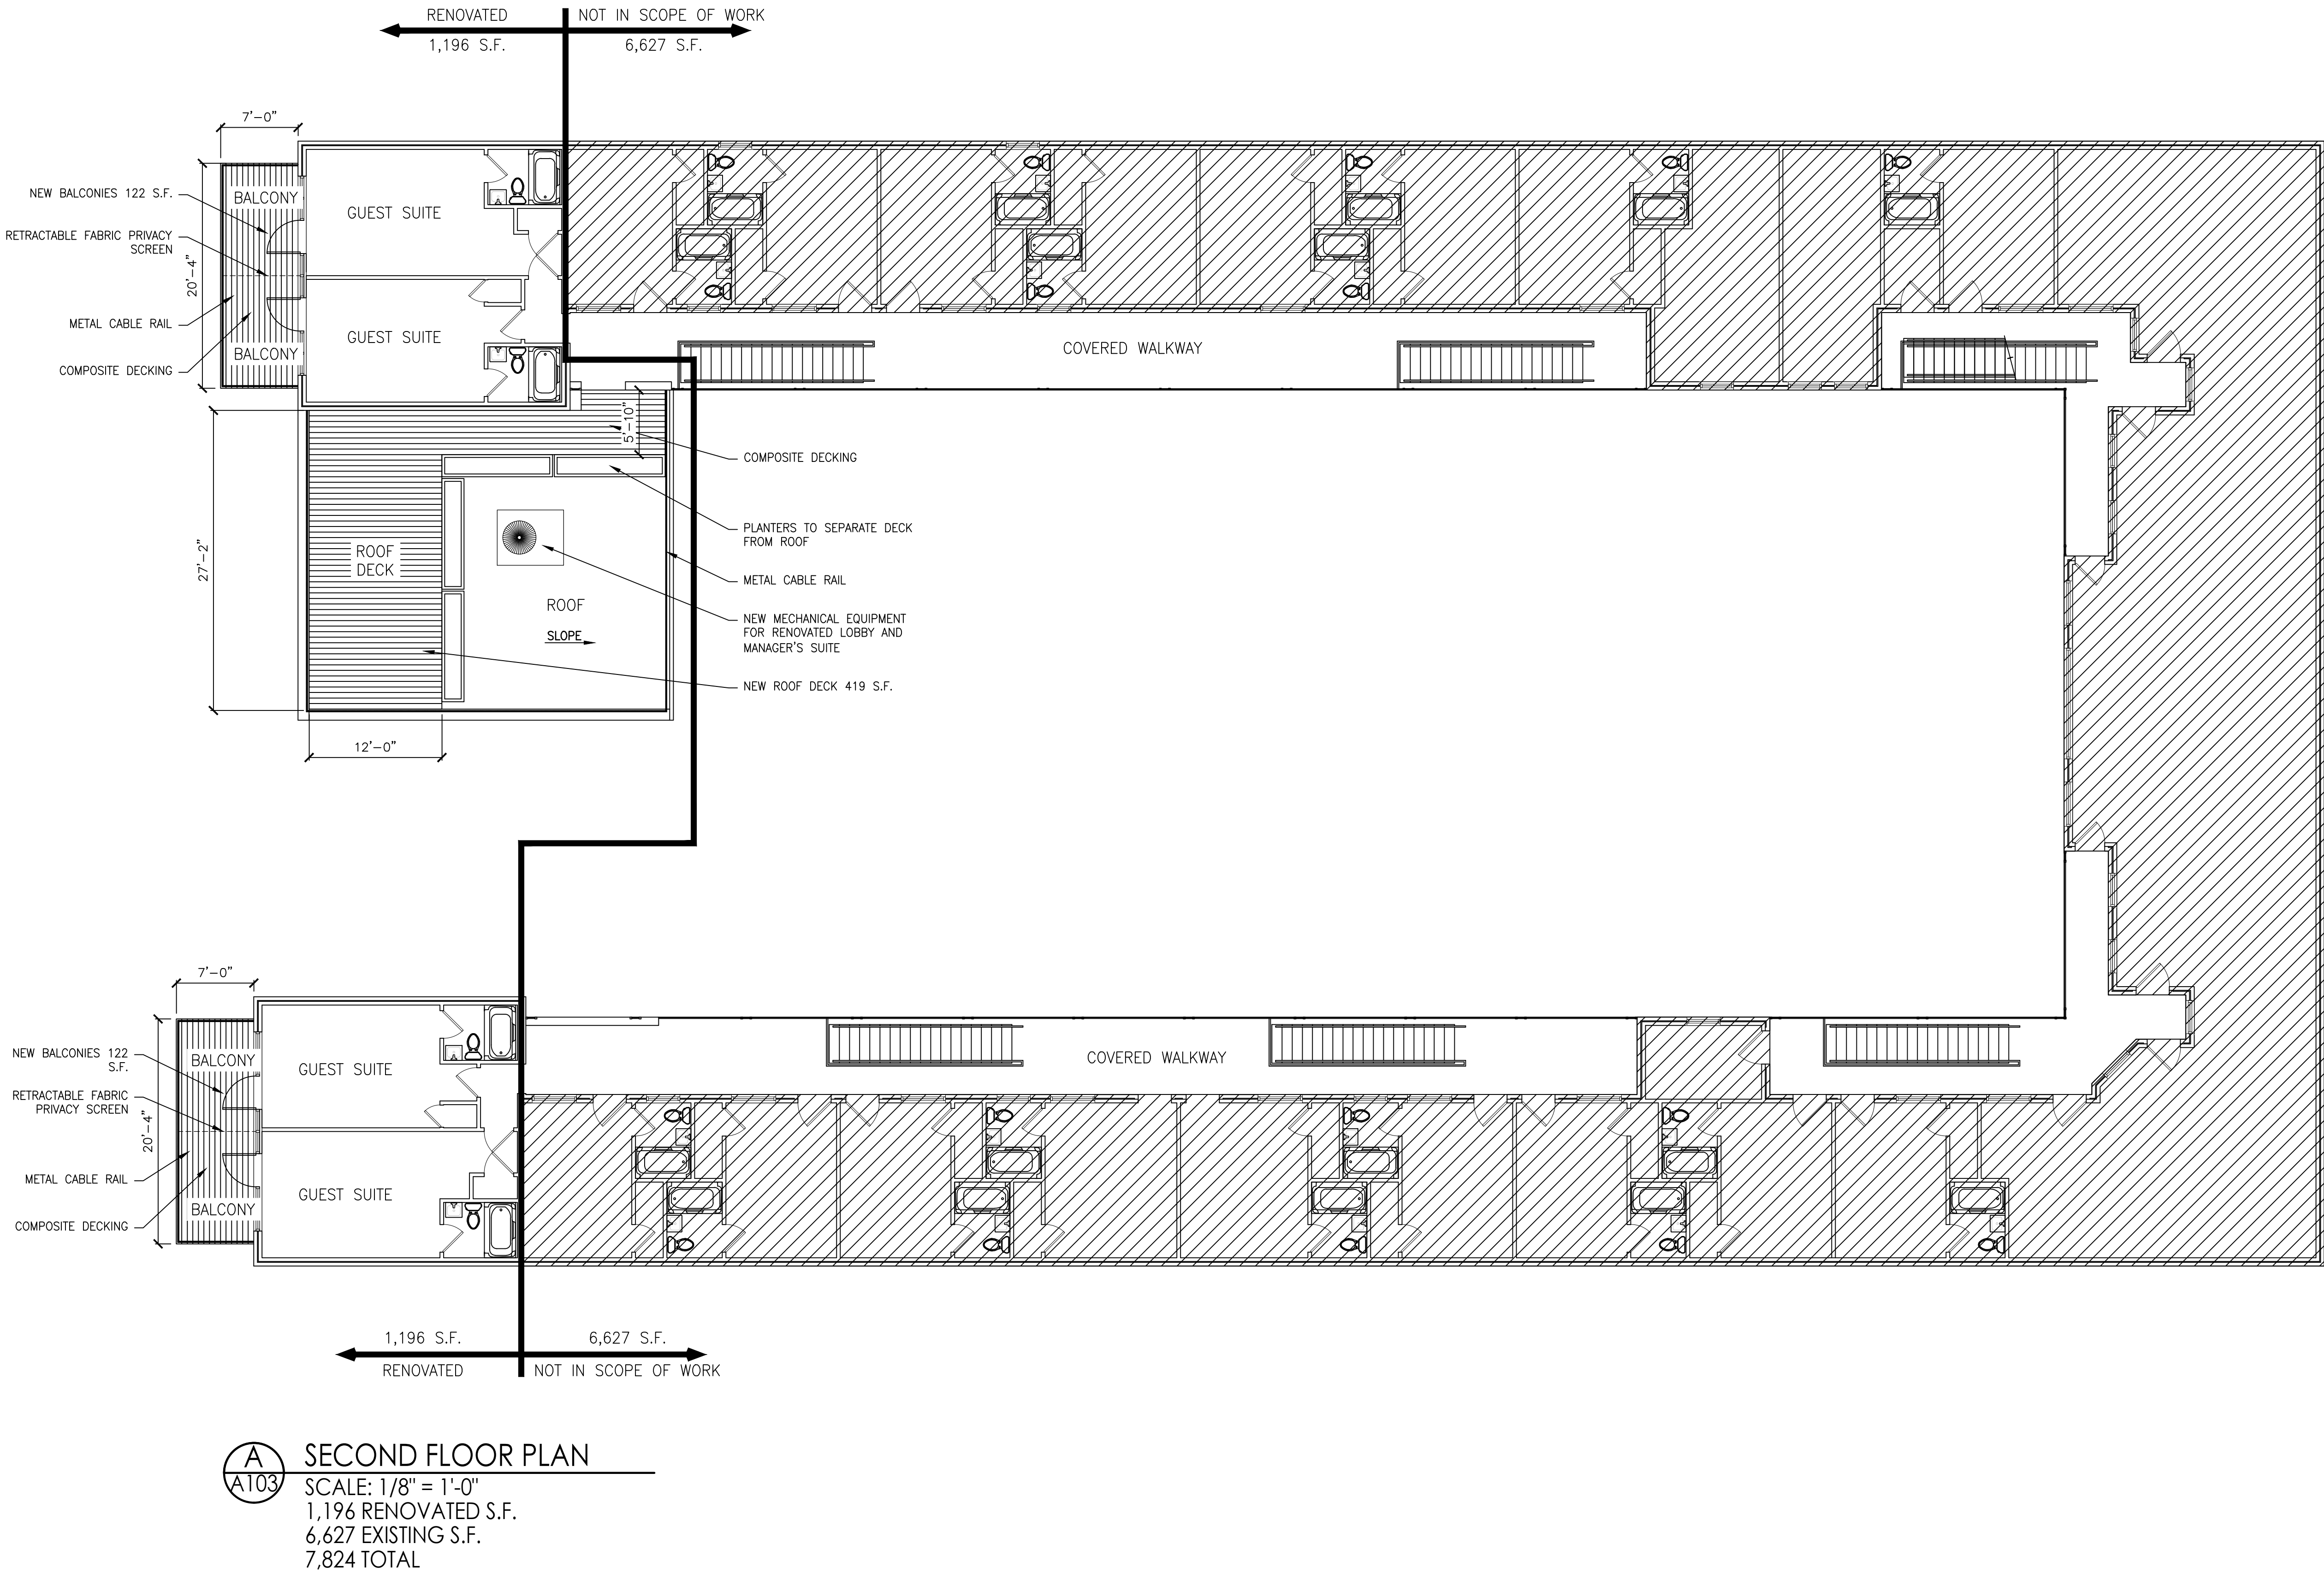 RENOVATED
NOT IN SCOPE OF WORK
1,196 S.F.
6,627 S.F.
7'-0"
NEW BALCONIES 122 S.F.
RETRACTABLE FABRIC PRIVACY
SCREEN
METAL CABLE RAIL
COMPOSITE DECKING
20'-4"
BALCONY
BALCONY
GUEST SUITE
GUEST SUITE
COVERED WALKWAY
5'-10"
27'-2"
COMPOSITE DECKING
PLANTERS TO SEPARATE DECK
FROM ROOF
METAL CABLE RAIL
NEW MECHANICAL EQUIPMENT
FOR RENOVATED LOBBY AND
MANAGER'S SUITE
NEW ROOF DECK 419 S.F.
ROOF
DECK
ROOF
SLOPE
12'-0"
7'-0"
NEW BALCONIES 122
S.F.
RETRACTABLE FABRIC
PRIVACY SCREEN
METAL CABLE RAIL
COMPOSITE DECKING
20'-4"
BALCONY
BALCONY
GUEST SUITE
GUEST SUITE
COVERED WALKWAY
1,196 S.F.
6,627 S.F.
RENOVATED
NOT IN SCOPE OF WORK
A
A103
SECOND FLOOR PLAN
SCALE: 1/8" = 1'-0"
1,196 RENOVATED S.F.
6,627 EXISTING S.F.
7,824 TOTAL